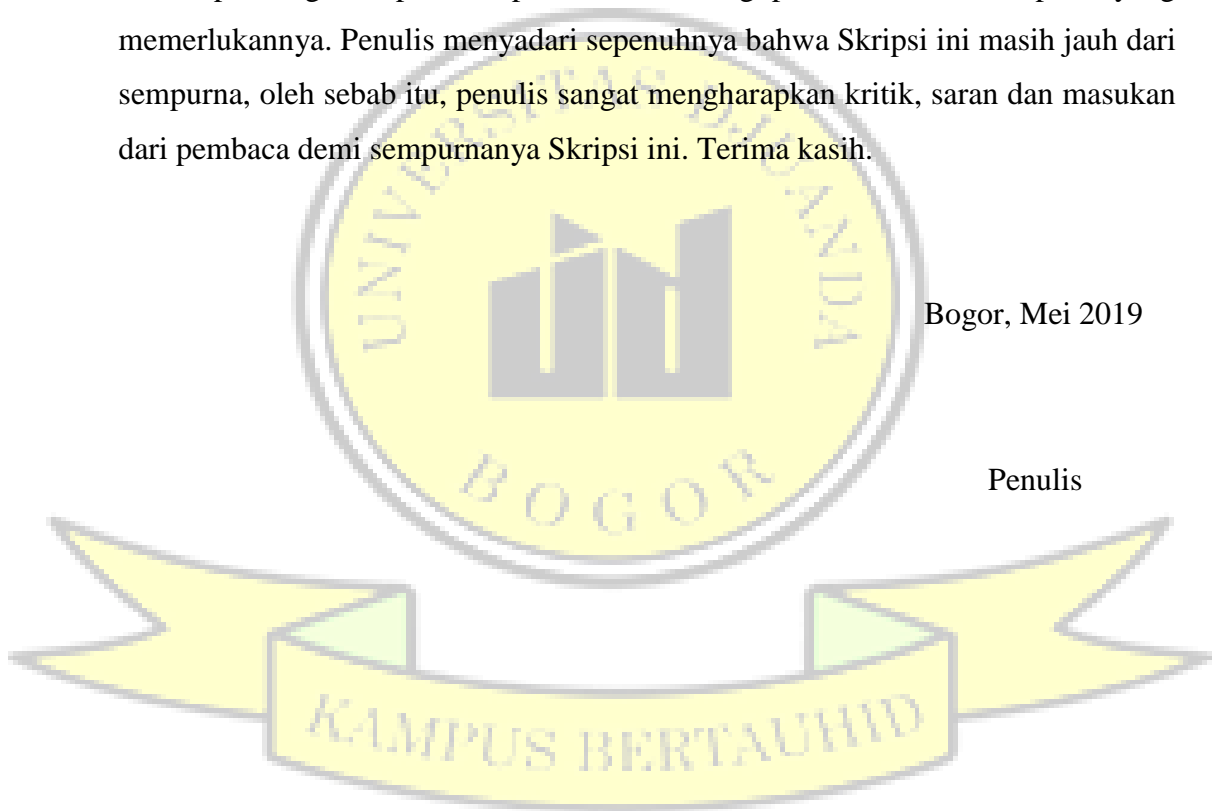 memerlukannya. Penulis menyadari sepenuhnya bahwa Skripsi ini masih jauh dari
sempurna, oleh sebab itu, penulis sangat mengharapkan kritik, saran dan masukan
dari pembaca demi sempurnanya Skripsi ini. Terima kasih.
UNIVERSITAS DJUANDA
Bogor, Mei 2019
BOGOR
Penulis
KAMPUS BERTAUHID